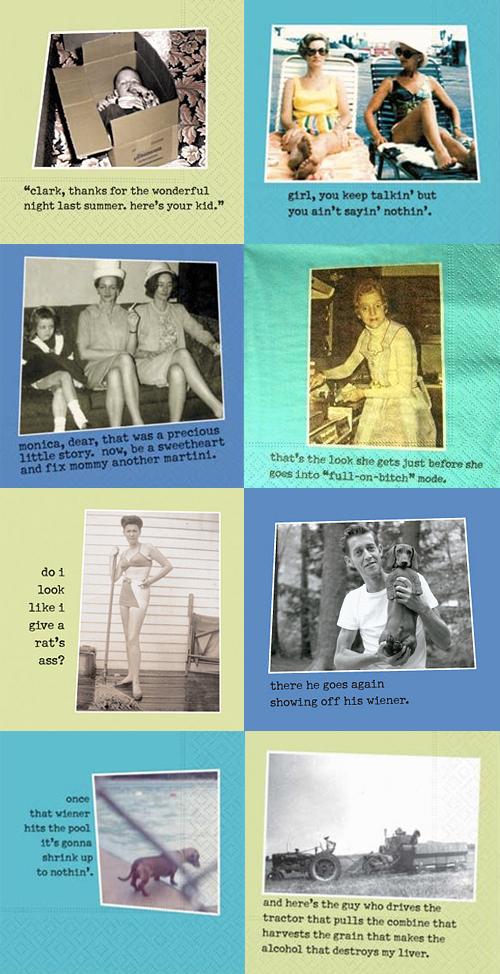 “clark, thanks for the wonderful
night last summer. here's your kid.”
girl, you keep talkin' but
you ain't sayin' nothin'.
monica, dear, that was a precious
little story. now, be a sweetheart
and fix mommy another martini.
that's the look she gets just before she
goes into “full-on-bitch” mode.
do i
look
like i
give a
rat's
ass?
there he goes again
showing off his wiener.
once
that wiener
hits the pool
it's gonna
shrink up
to nothin'.
and here's the guy who drives the
tractor that pulls the combine that
harvests the grain that makes the
alcohol that destroys my liver.